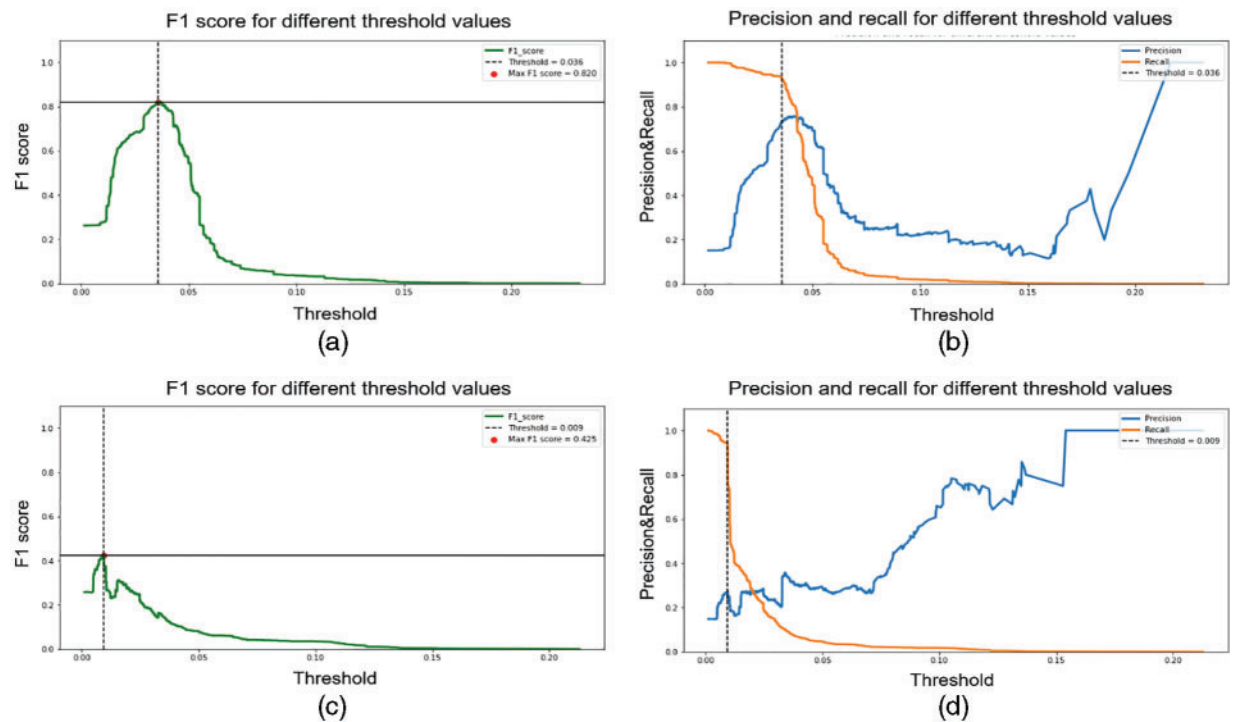 F1 score for different threshold values
F1_score
Threshold = 0.036
Max F1 score = 0.820
1.0
0.8
0.6
0.4
0.2
0.0
F1 score
0.00 0.05 0.10 0.15 0.20
Threshold
(a)
Precision and recall for different threshold values
Precision and recall for different threshold values
Precision
Recall
Threshold = 0.036
1.0
0.8
0.6
0.4
0.2
0.0
Precision&Recall
0.00 0.05 0.10 0.15 0.20
Threshold
(b)
F1 score for different threshold values
F1_score
Threshold = 0.009
Max F1 score = 0.425
1.0
0.8
0.6
0.4
0.2
0.0
F1 score
0.00 0.05 0.10 0.15 0.20
Threshold
(c)
Precision and recall for different threshold values
Precision
Recall
Threshold = 0.009
1.0
0.8
0.6
0.4
0.2
0.0
Precision&Recall
0.00 0.05 0.10 0.15 0.20
Threshold
(d)